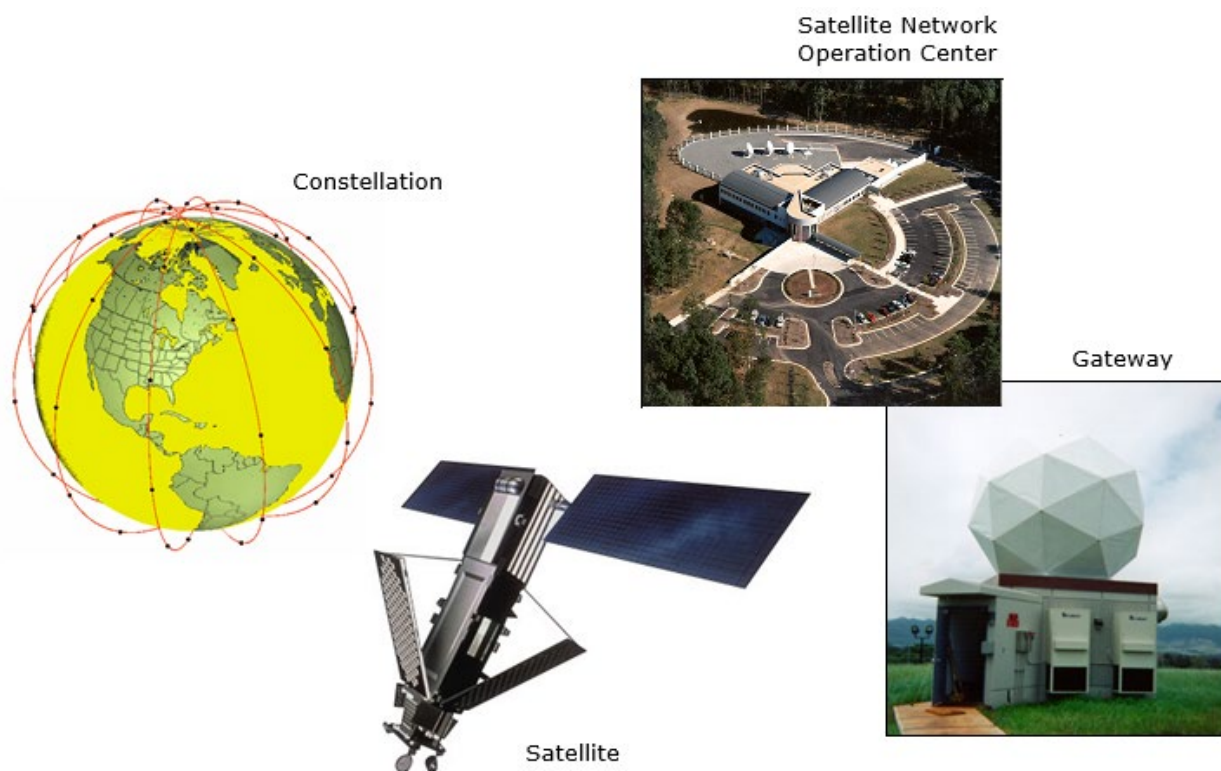 Satellite Network
Operation Center
Constellation
Gateway
Satellite